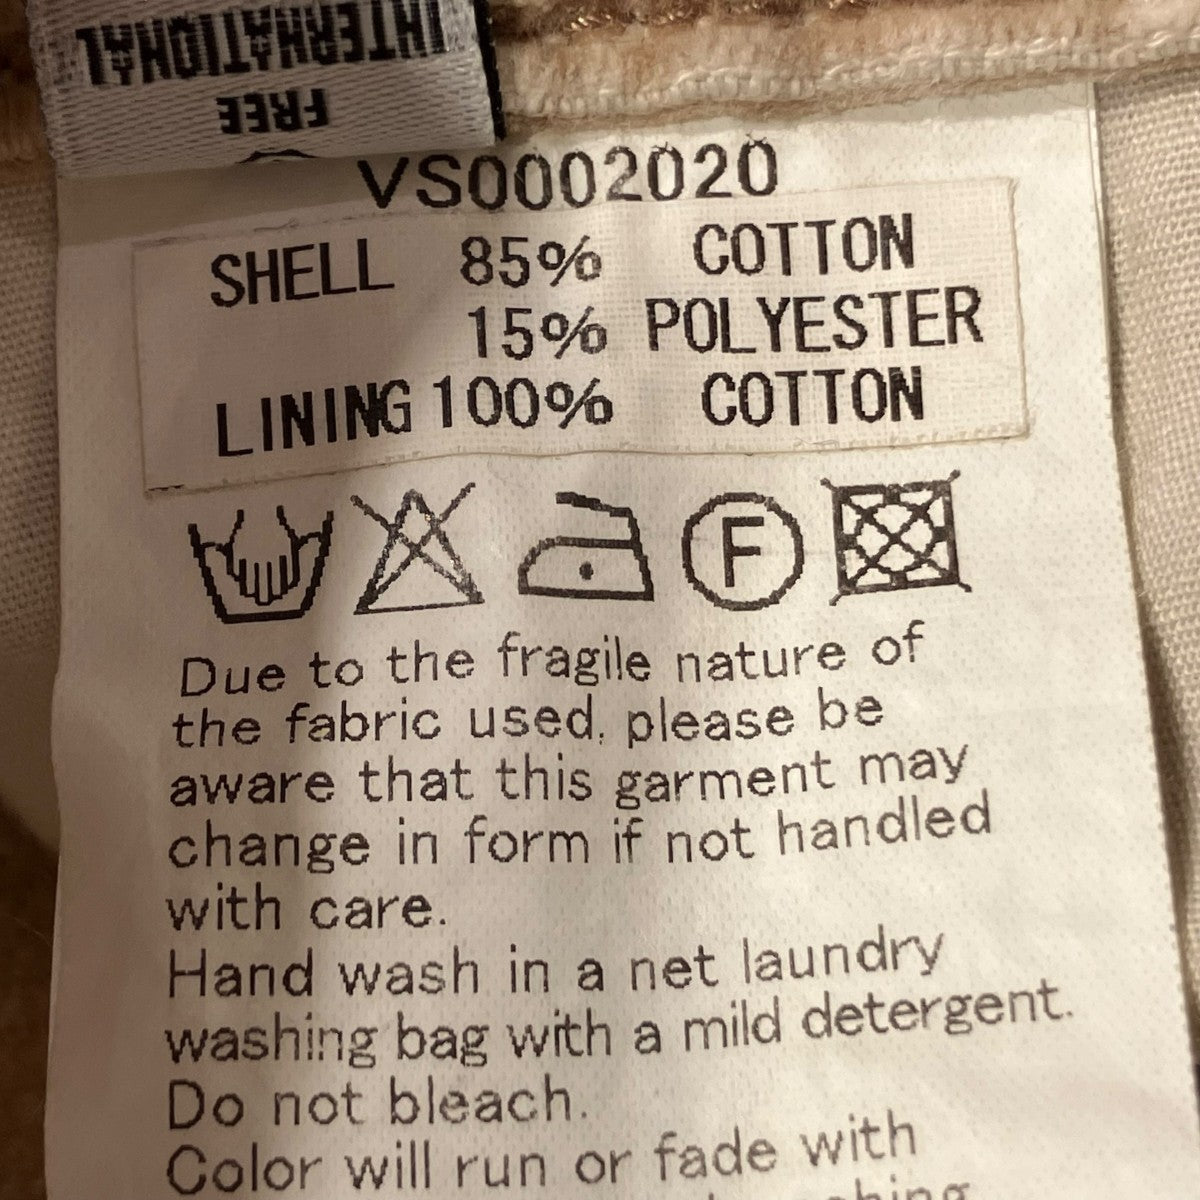 INTERNATIONAL
FREE
VS0002020
SHELL 85% COTTON
15% POLYESTER
LINING 100% COTTON
F
Due to the fragile nature of
the fabric used, please be
aware that this garment may
change in form if not handled
with care.
Hand wash in a net laundry
washing bag with a mild detergent.
Do not bleach.
Color will run or fade with